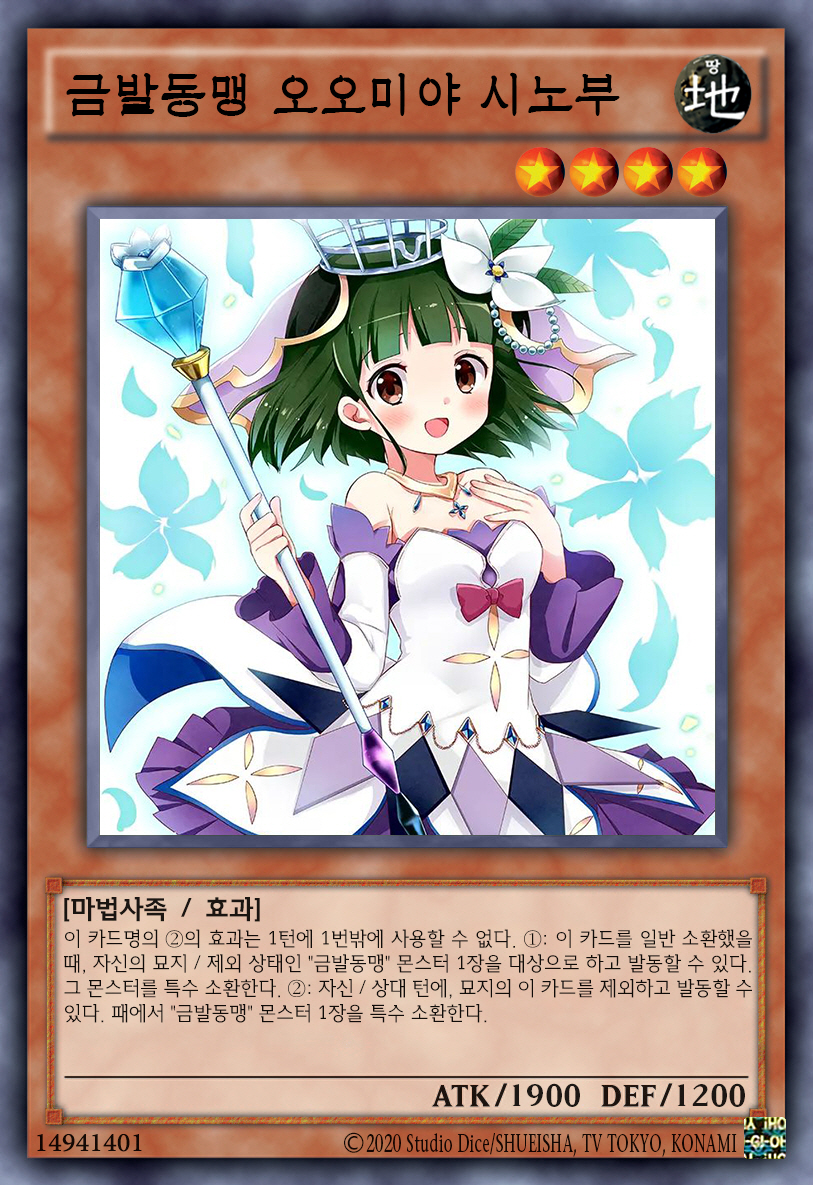 금발동맹 오오미야 시노부
땅
地
[마법사족 / 효과]
이 카드명의 ②의 효과는 1턴에 1번밖에 사용할 수 없다. ①: 이 카드를 일반 소환했을
때, 자신의 묘지 / 제외 상태인 "금발동맹" 몬스터 1장을 대상으로 하고 발동할 수 있다.
그 몬스터를 특수 소환한다. ②: 자신 / 상대 턴에, 묘지의 이 카드를 제외하고 발동할 수
있다. 패에서 "금발동맹" 몬스터 1장을 특수 소환한다.
ATK/1900 DEF/1200
14941401 ©2020 Studio Dice/SHUEISHA, TV TOKYO, KONAMI